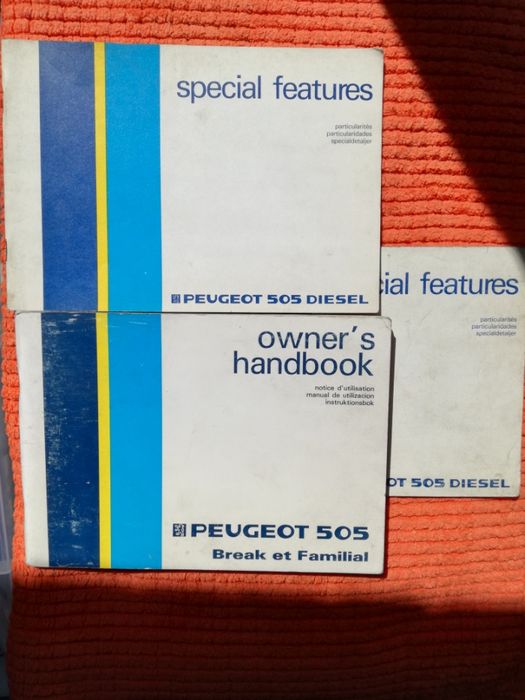 special features
particularités
particularidades
specialdetaljer
PEUGEOT 505 DIESEL
owner's
handbook
notice d'utilisation
manual de utilizacion
instruktionsbok
PEUGEOT 505
Break et Familial
cial features
particularités
particularidades
specialdetaljer
OT 505 DIESEL